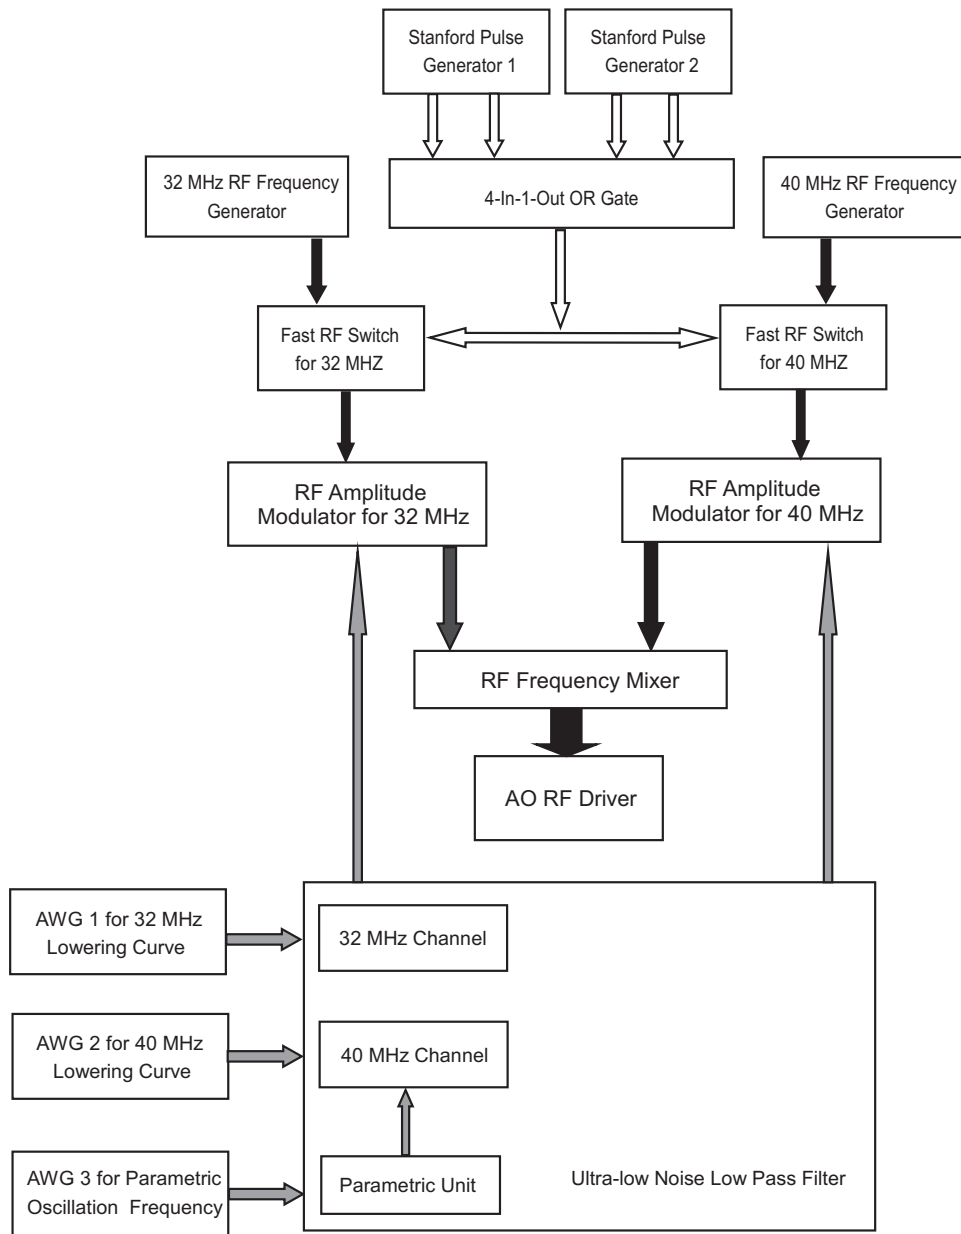 Stanford Pulse
Generator 1
Stanford Pulse
Generator 2
32 MHz RF Frequency
Generator
4-In-1-Out OR Gate
40 MHz RF Frequency
Generator
Fast RF Switch
for 32 MHZ
Fast RF Switch
for 40 MHZ
RF Amplitude
Modulator for 32 MHz
RF Amplitude
Modulator for 40 MHz
RF Frequency Mixer
AO RF Driver
AWG 1 for 32 MHz
Lowering Curve
32 MHz Channel
AWG 2 for 40 MHz
Lowering Curve
40 MHz Channel
AWG 3 for Parametric
Oscillation Frequency
Parametric Unit
Ultra-low Noise Low Pass Filter